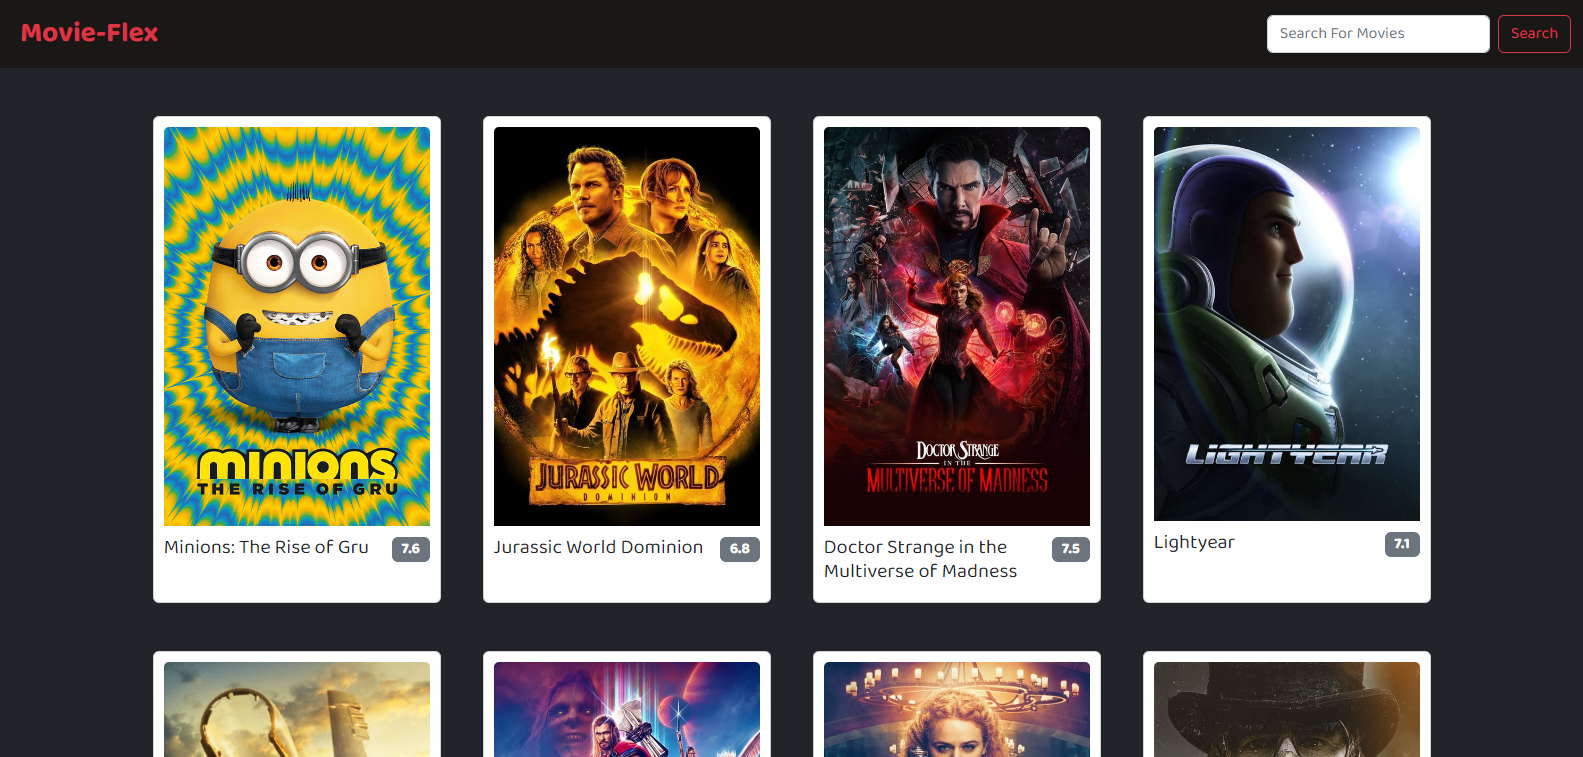 Movie-Flex
Search For Movies
Search
MINIONS
THE RISE OF GRU
JURASSIC WORLD
DOMINION
DOCTOR STRANGE
IN THE
MULTIVERSE OF MADNESS
LIGHTYEAR
Minions: The Rise of Gru
7.6
Jurassic World Dominion
6.8
Doctor Strange in the
Multiverse of Madness
7.5
Lightyear
7.1